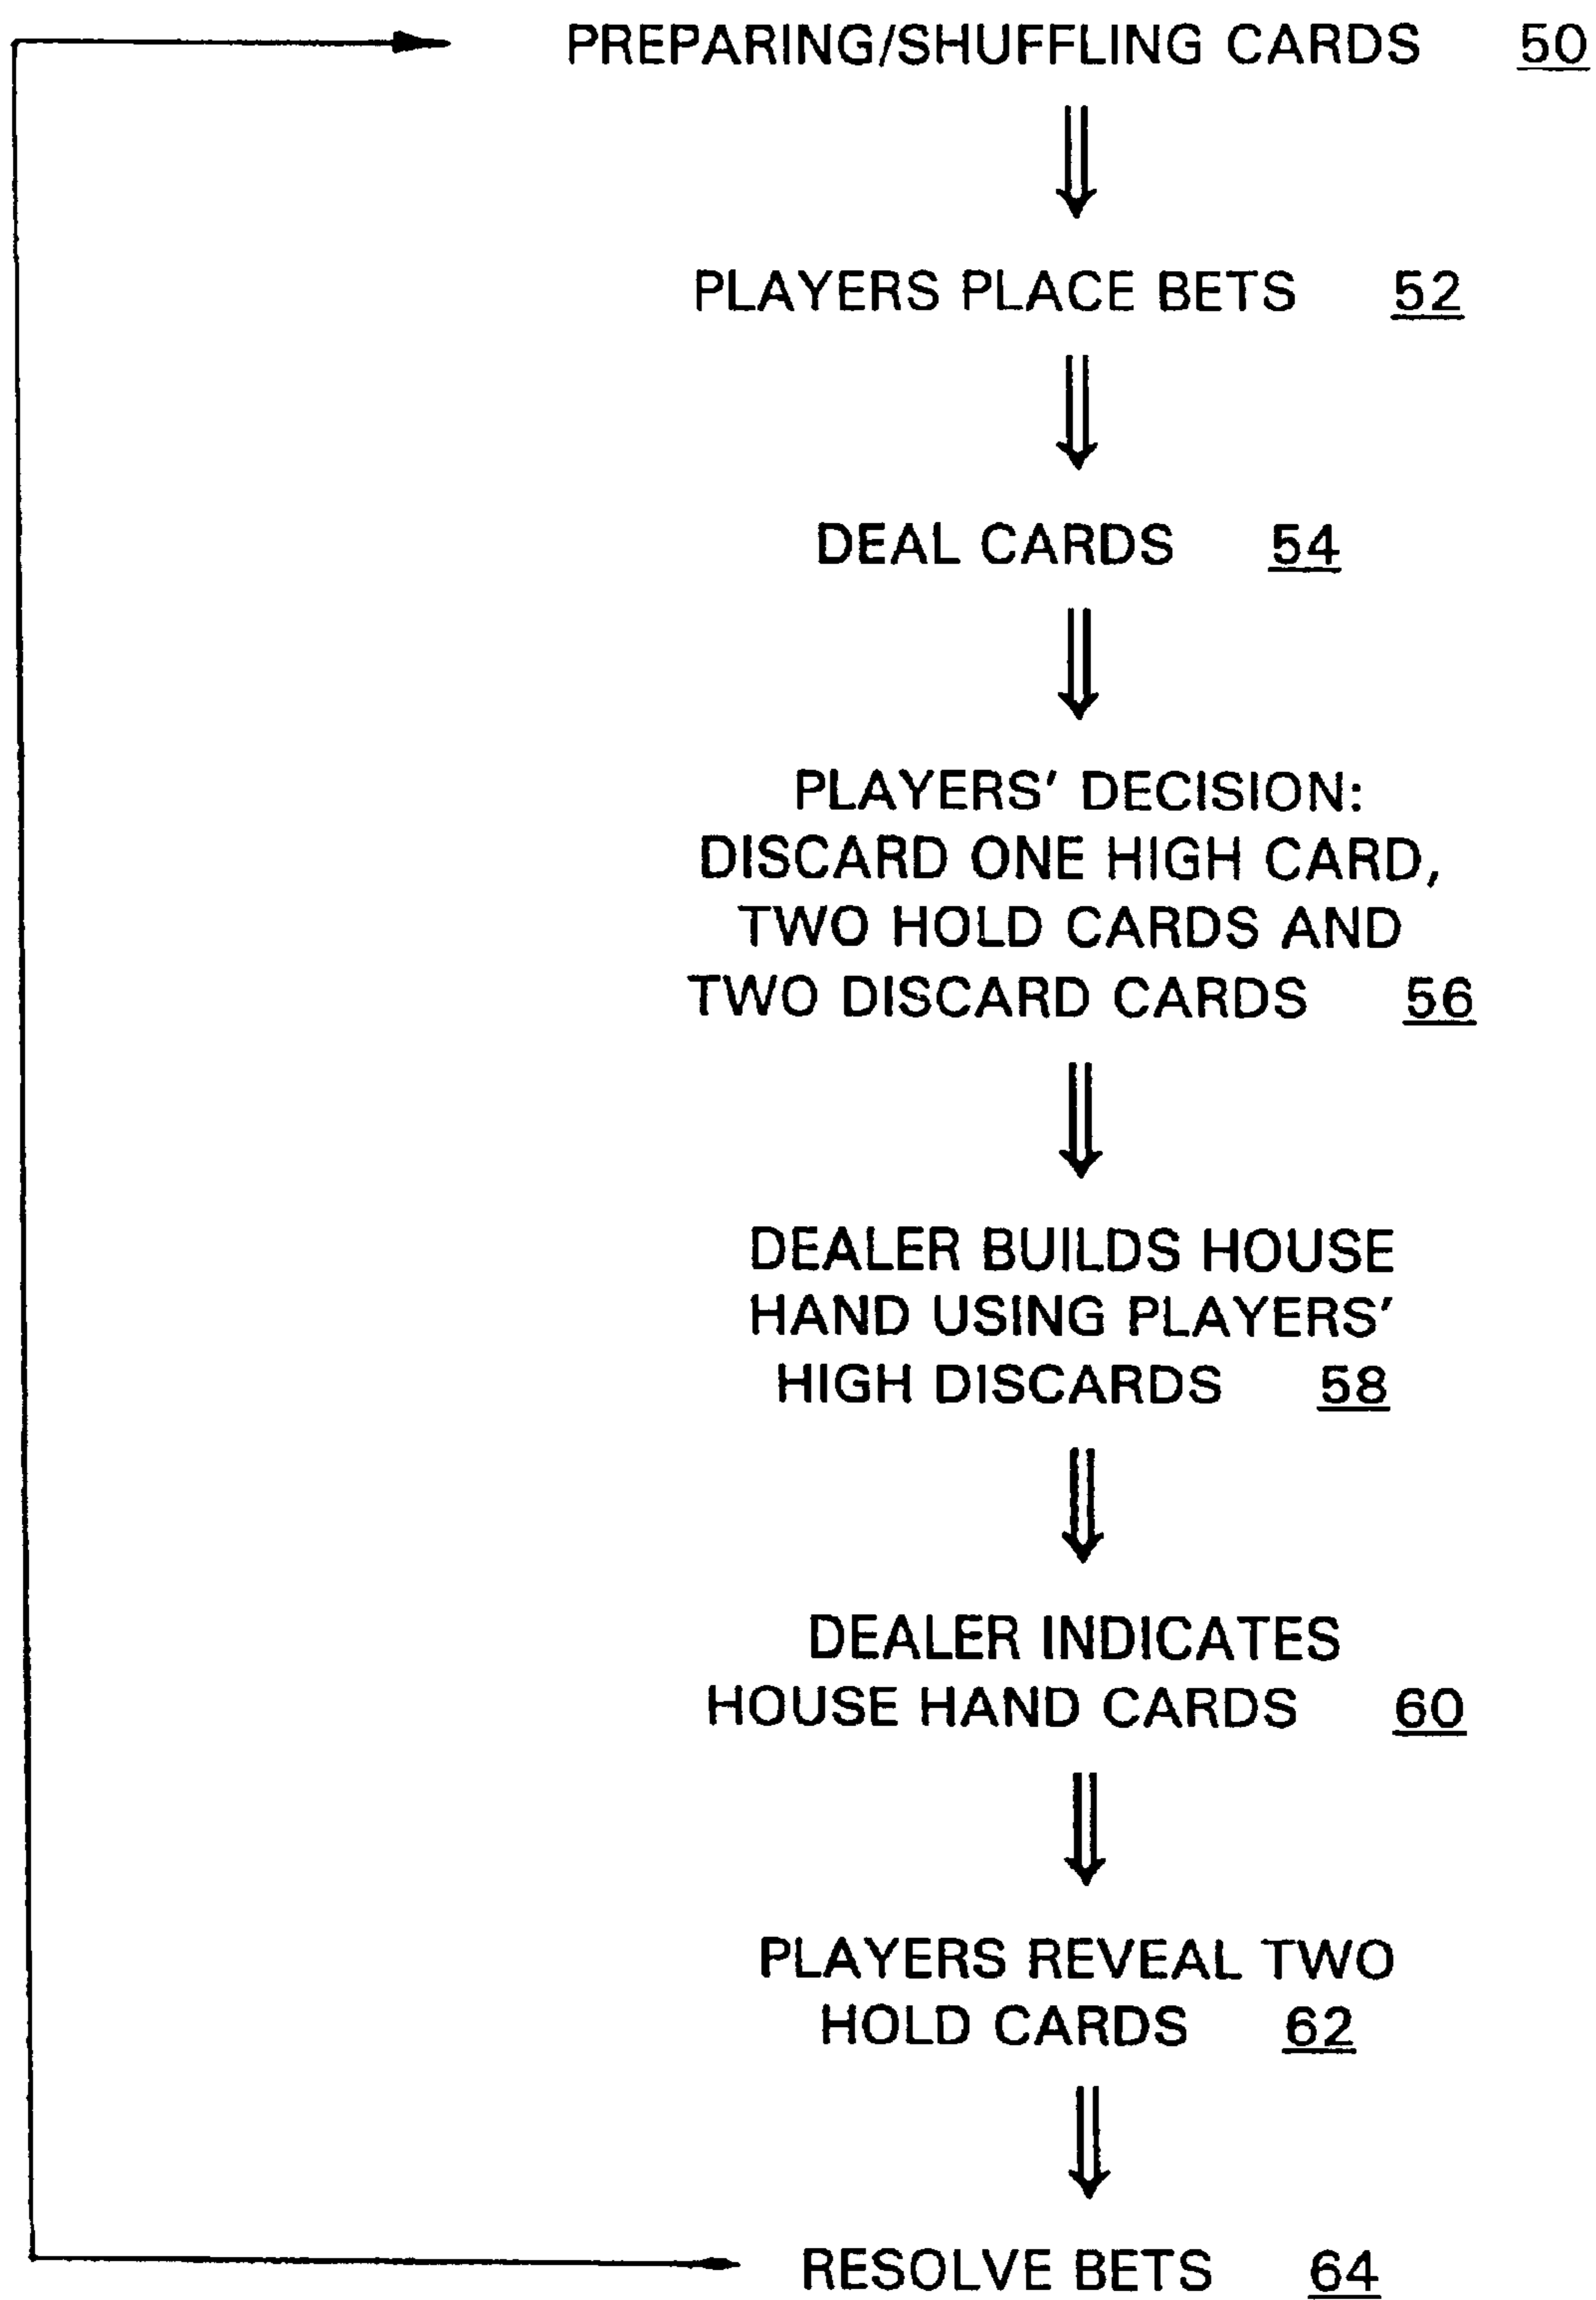 PREPARING/SHUFFLING CARDS 50
PLAYERS PLACE BETS 52
DEAL CARDS 54
PLAYERS' DECISION:
DISCARD ONE HIGH CARD,
TWO HOLD CARDS AND
TWO DISCARD CARDS 56
DEALER BUILDS HOUSE
HAND USING PLAYERS'
HIGH DISCARDS 58
DEALER INDICATES
HOUSE HAND CARDS 60
PLAYERS REVEAL TWO
HOLD CARDS 62
RESOLVE BETS 64